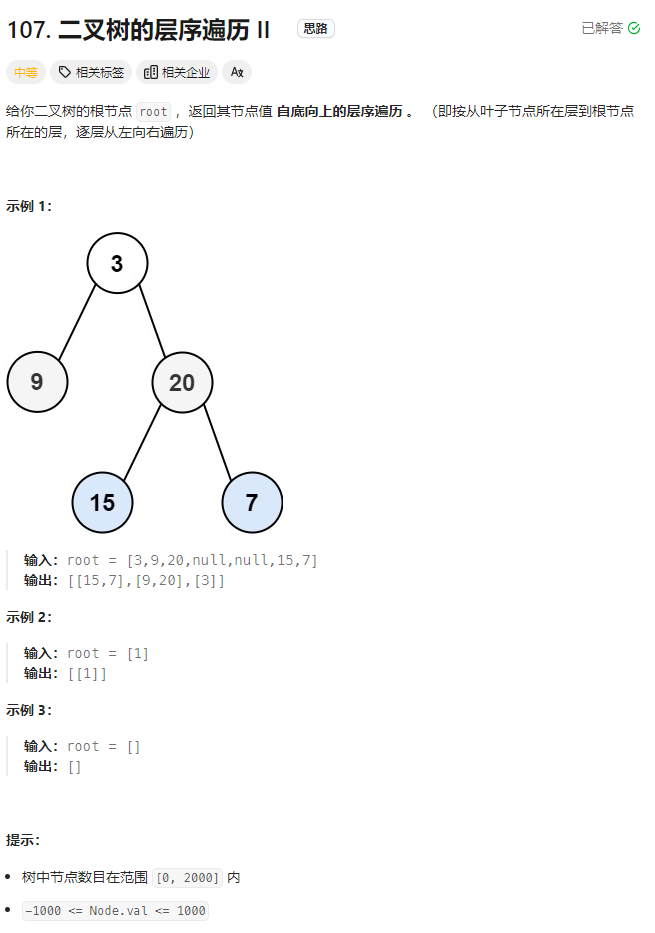 107. 二叉树的层序遍历 II 思路 已解答
中等 相关标签 相关企业 Aⱬ
给你二叉树的根节点 root ，返回其节点值 自底向上的层序遍历 。 （即按从叶子节点所在层到根节点
所在的层，逐层从左向右遍历）
示例 1：
3
9 20
15 7
输入：root = [3,9,20,null,null,15,7]
输出：[[15,7],[9,20],[3]]
示例 2：
输入：root = [1]
输出：[[1]]
示例 3：
输入：root = []
输出：[]
提示：
• 树中节点数目在范围 [0, 2000] 内
• -1000 <= Node.val <= 1000